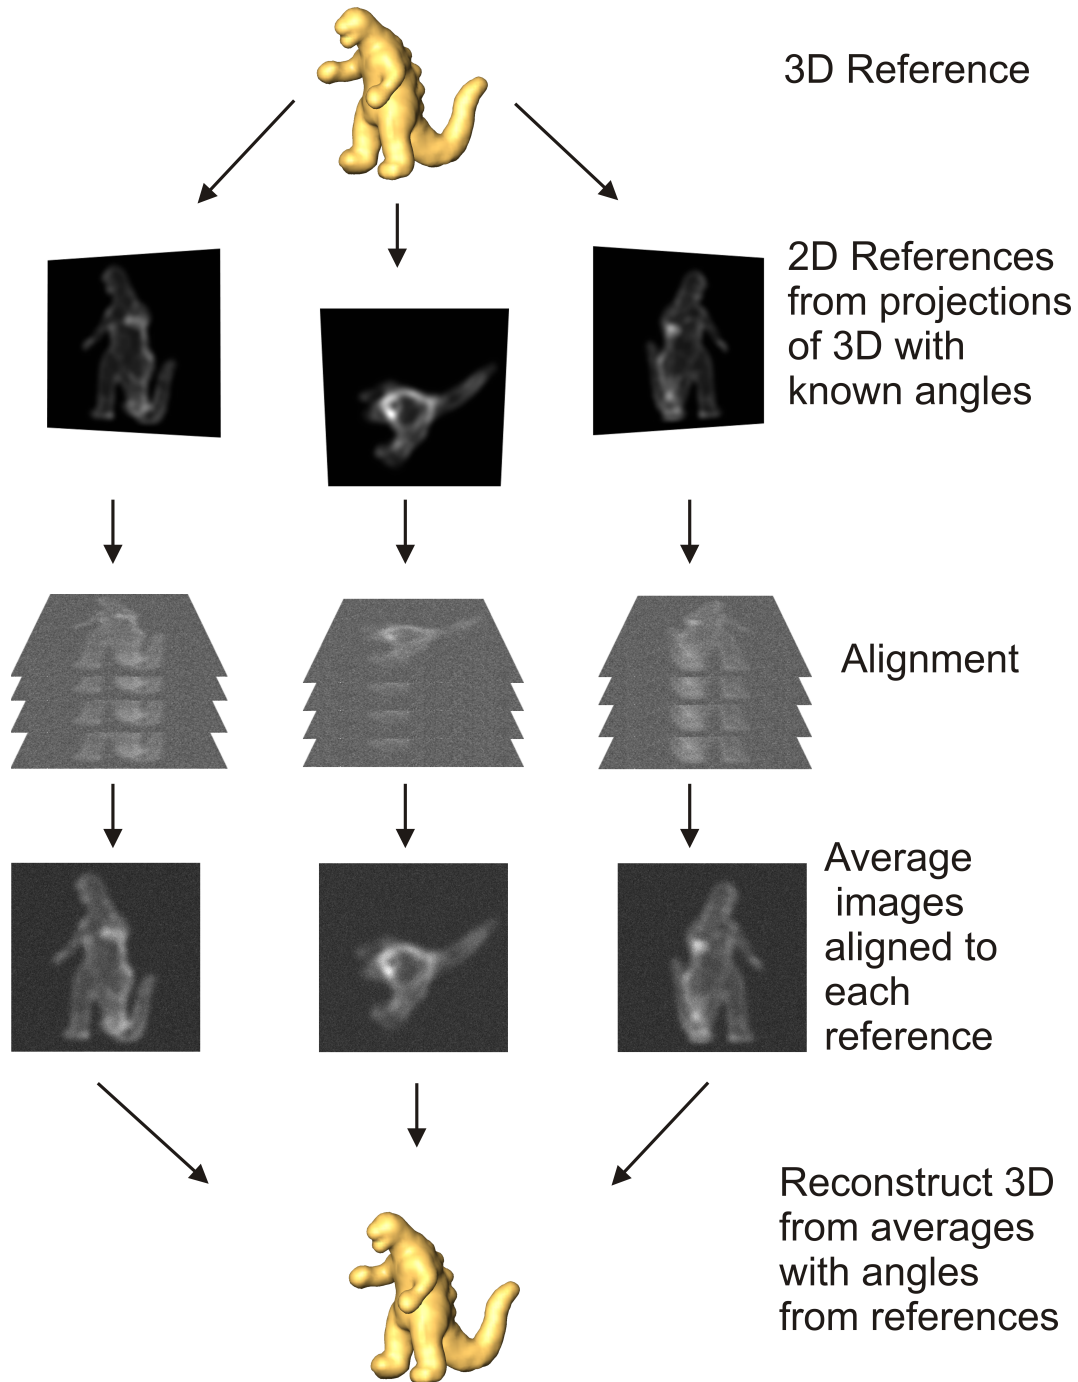 3D Reference
2D References
from projections
of 3D with
known angles
Alignment
Average
images
aligned to
each
reference
Reconstruct 3D
from averages
with angles
from references